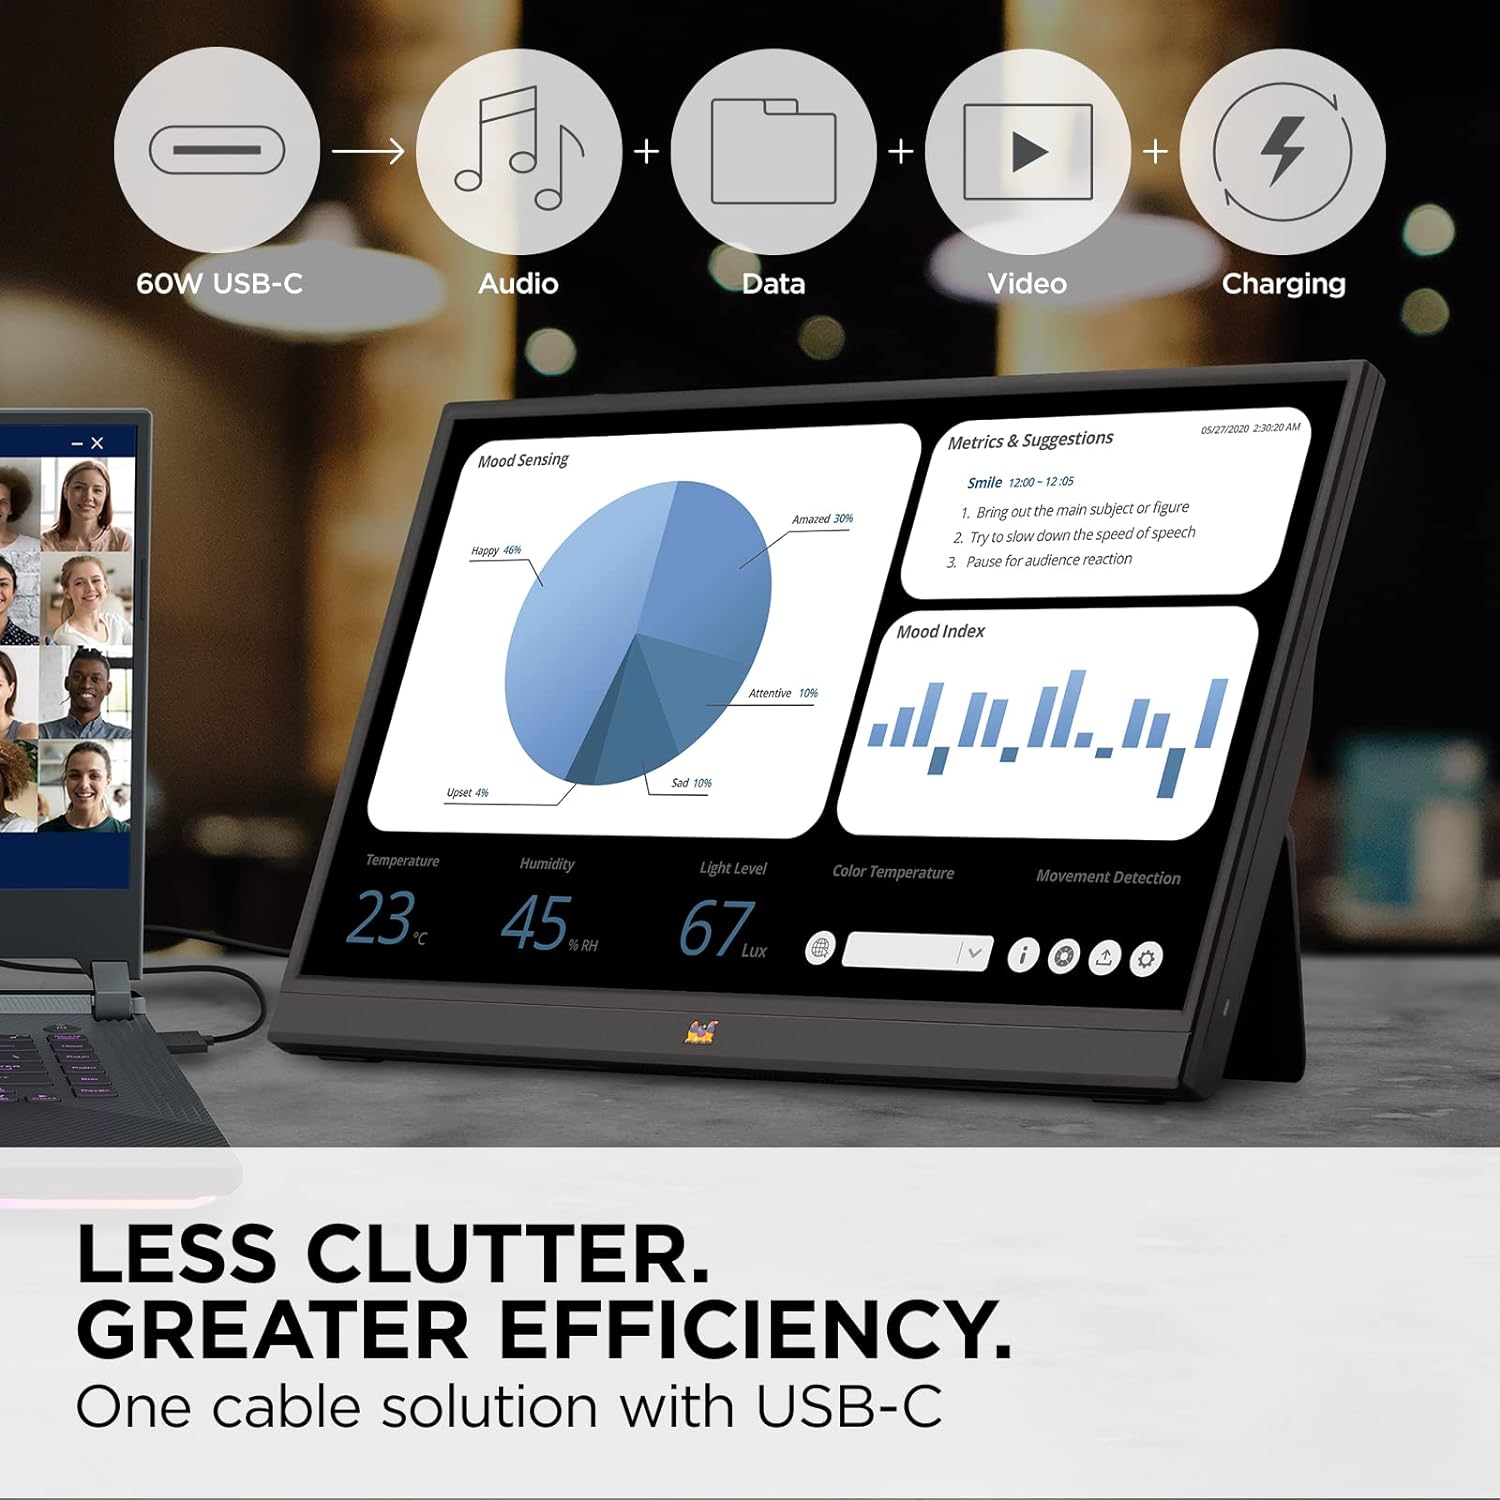 60W USB-C
Audio
+
Data
+
Video
+
Charging
Mood Sensing
Happy 46%
Amazed 30%
Attentive 10%
Sad 10%
Upset 4%
Metrics & Suggestions
05/27/2020 2:30:20 AM
Smile 12:00 ~ 12:05
1. Bring out the main subject or figure
2. Try to slow down the speed of speech
3. Pause for audience reaction
Mood Index
Temperature
23 °C
Humidity
45 % RH
Light Level
67 Lux
Color Temperature
Movement Detection
LESS CLUTTER.
GREATER EFFICIENCY.
One cable solution with USB-C